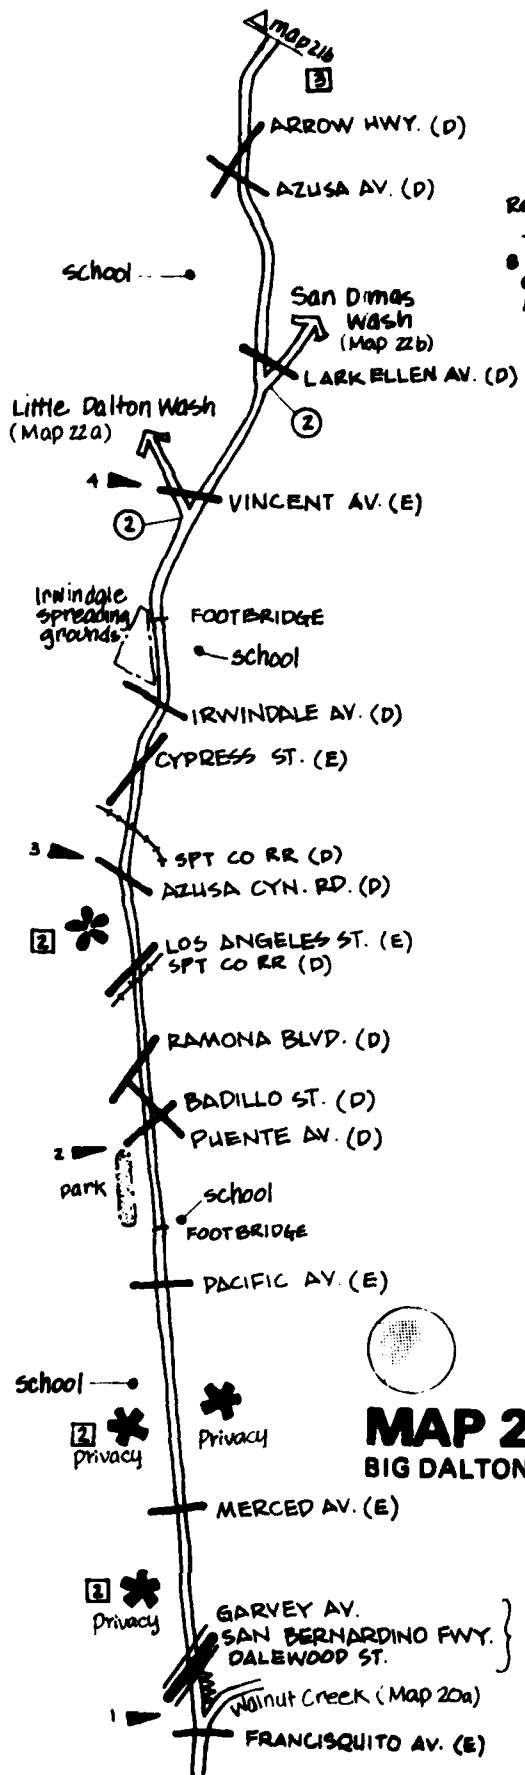 map 21b
3
ARROW HWY. (D)
AZUSA AV. (D)
school
San Dimas
Wash
(Map 22b)
LARK ELLEN AV. (D)
2
Little Dalton Wash
(Map 22a)
4
VINCENT AV. (E)
2
Irwindale
spreading
grounds
FOOTBRIDGE
school
IRWINDALE AV. (D)
CYPRESS ST. (E)
3
SPT CO RR (D)
AZUSA CYN. RD. (D)
2
LOS ANGELES ST. (E)
SPT CO RR (D)
RAMONA BLVD. (D)
BADILLO ST. (D)
PUENTE AV. (D)
2
park
school
FOOTBRIDGE
PACIFIC AV. (E)
school
2
privacy
privacy
MAP 2
BIG DALTON
MERCED AV. (E)
2
privacy
GARVEY AV.
SAN BERNARDINO FWY.
DALEWOOD ST.
Walnut Creek (Map 20a)
1
FRANCISQUITO AV. (E)